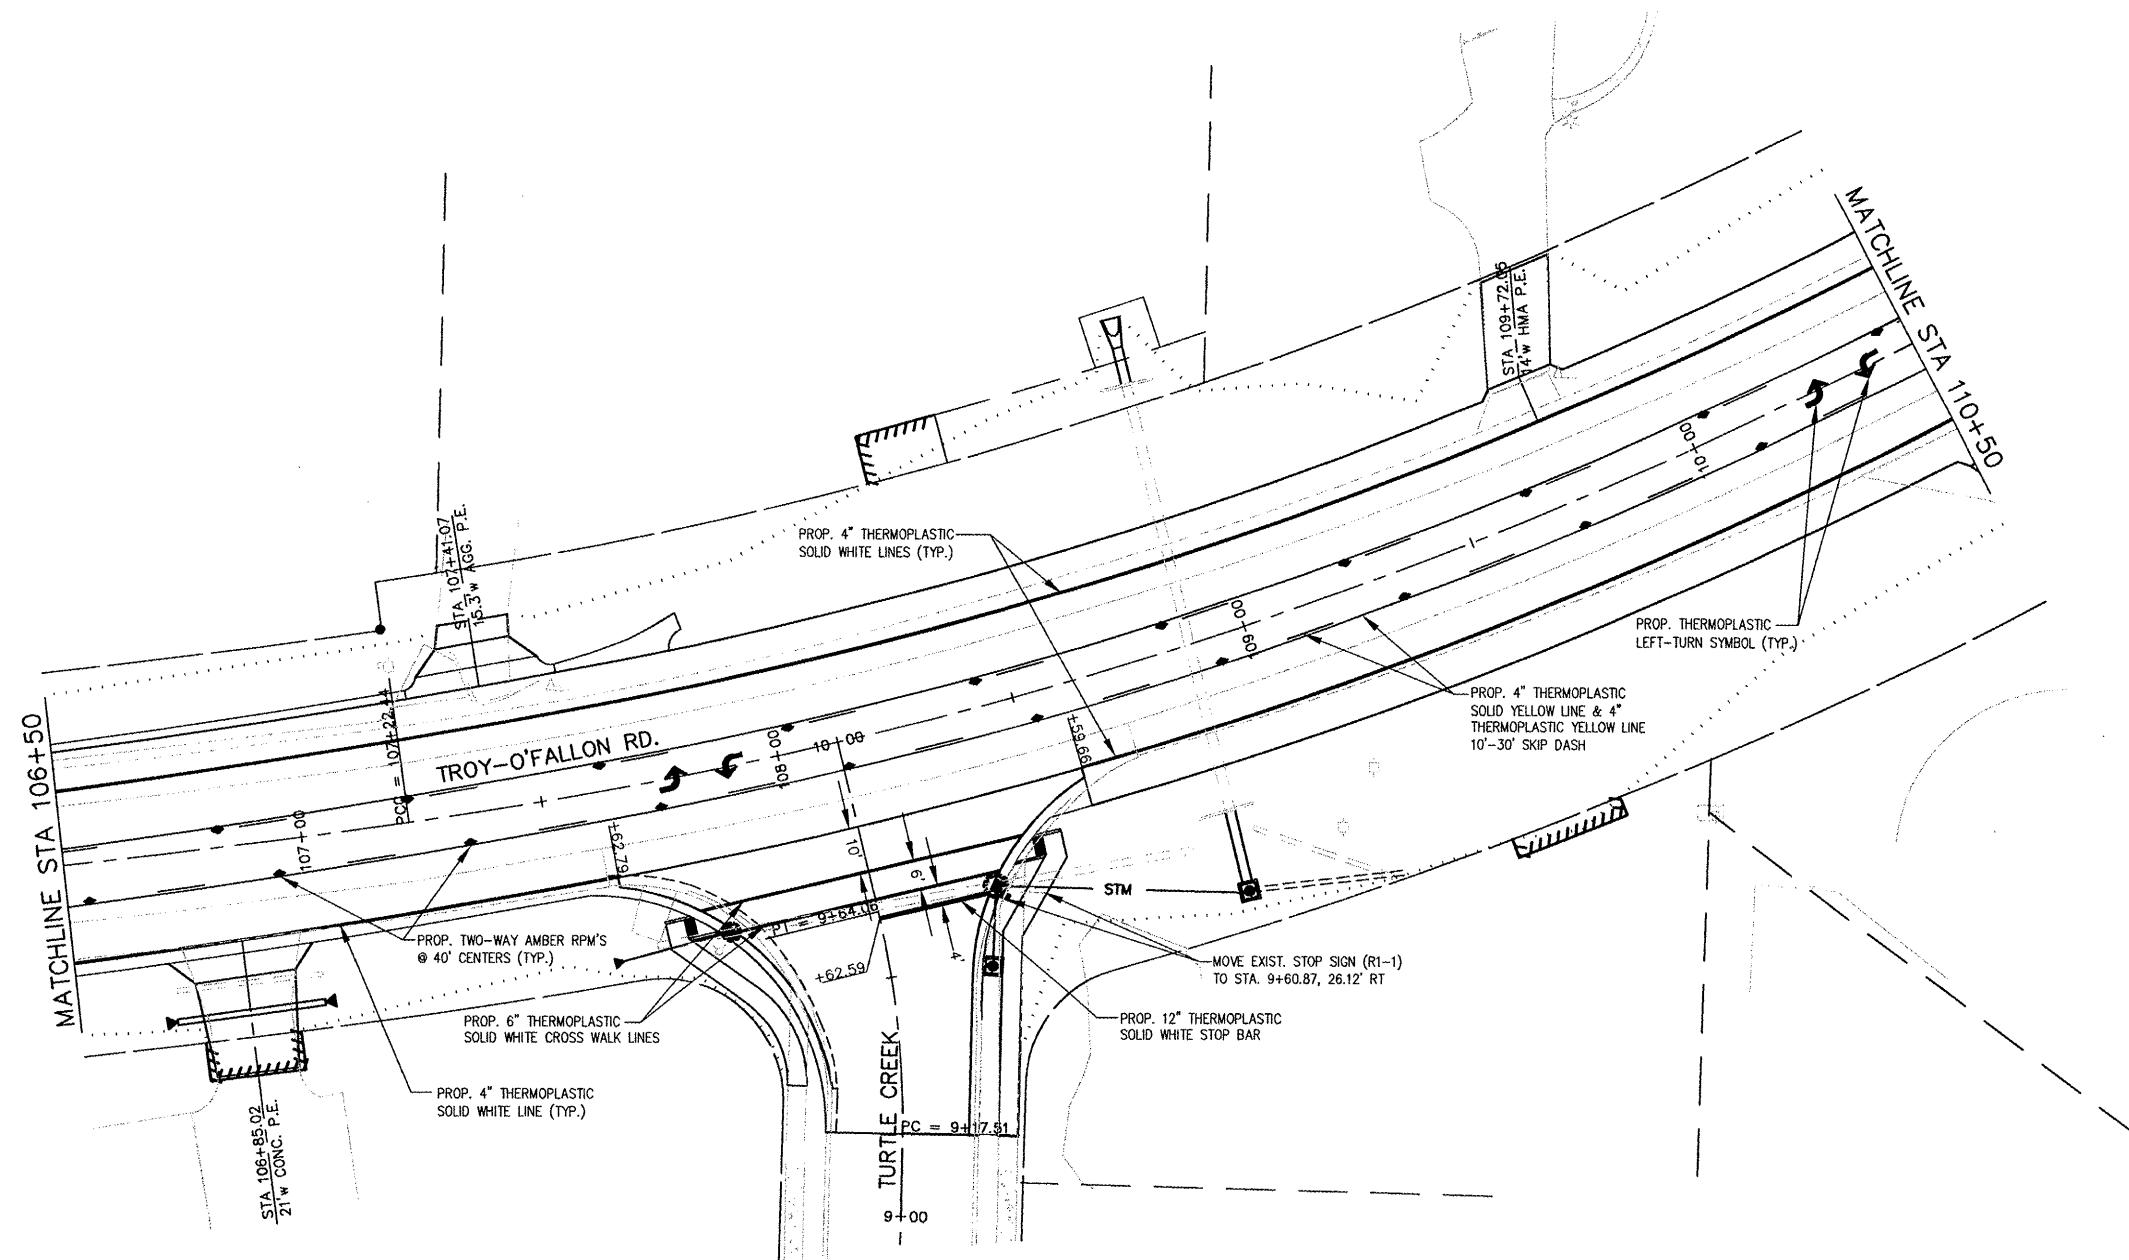 MATCHLINE STA 110+50
STA 109+72.06
14'w HMA P.E.
10+00
STA 107+41.07
15.3'w AGG. P.E.
PROP. 4" THERMOPLASTIC
SOLID WHITE LINES (TYP.)
109+00
PROP. THERMOPLASTIC
LEFT-TURN SYMBOL (TYP.)
PROP. 4" THERMOPLASTIC
SOLID YELLOW LINE & 4"
THERMOPLASTIC YELLOW LINE
10'-30' SKIP DASH
MATCHLINE STA 106+50
PCC = 107+22.44
TROY-O'FALLON RD.
108+00
10+00
+59.66
107+00
+62.79
10'
6'
4'
STM
PT = 9+64.06
+62.59
PROP. TWO-WAY AMBER RPM'S
@ 40' CENTERS (TYP.)
MOVE EXIST. STOP SIGN (R1-1)
TO STA. 9+60.87, 26.12' RT
PROP. 6" THERMOPLASTIC
SOLID WHITE CROSS WALK LINES
PROP. 12" THERMOPLASTIC
SOLID WHITE STOP BAR
PROP. 4" THERMOPLASTIC
SOLID WHITE LINE (TYP.)
TURTLE CREEK
PC = 9+17.51
STA 106+85.02
21'w CONC. P.E.
9+00